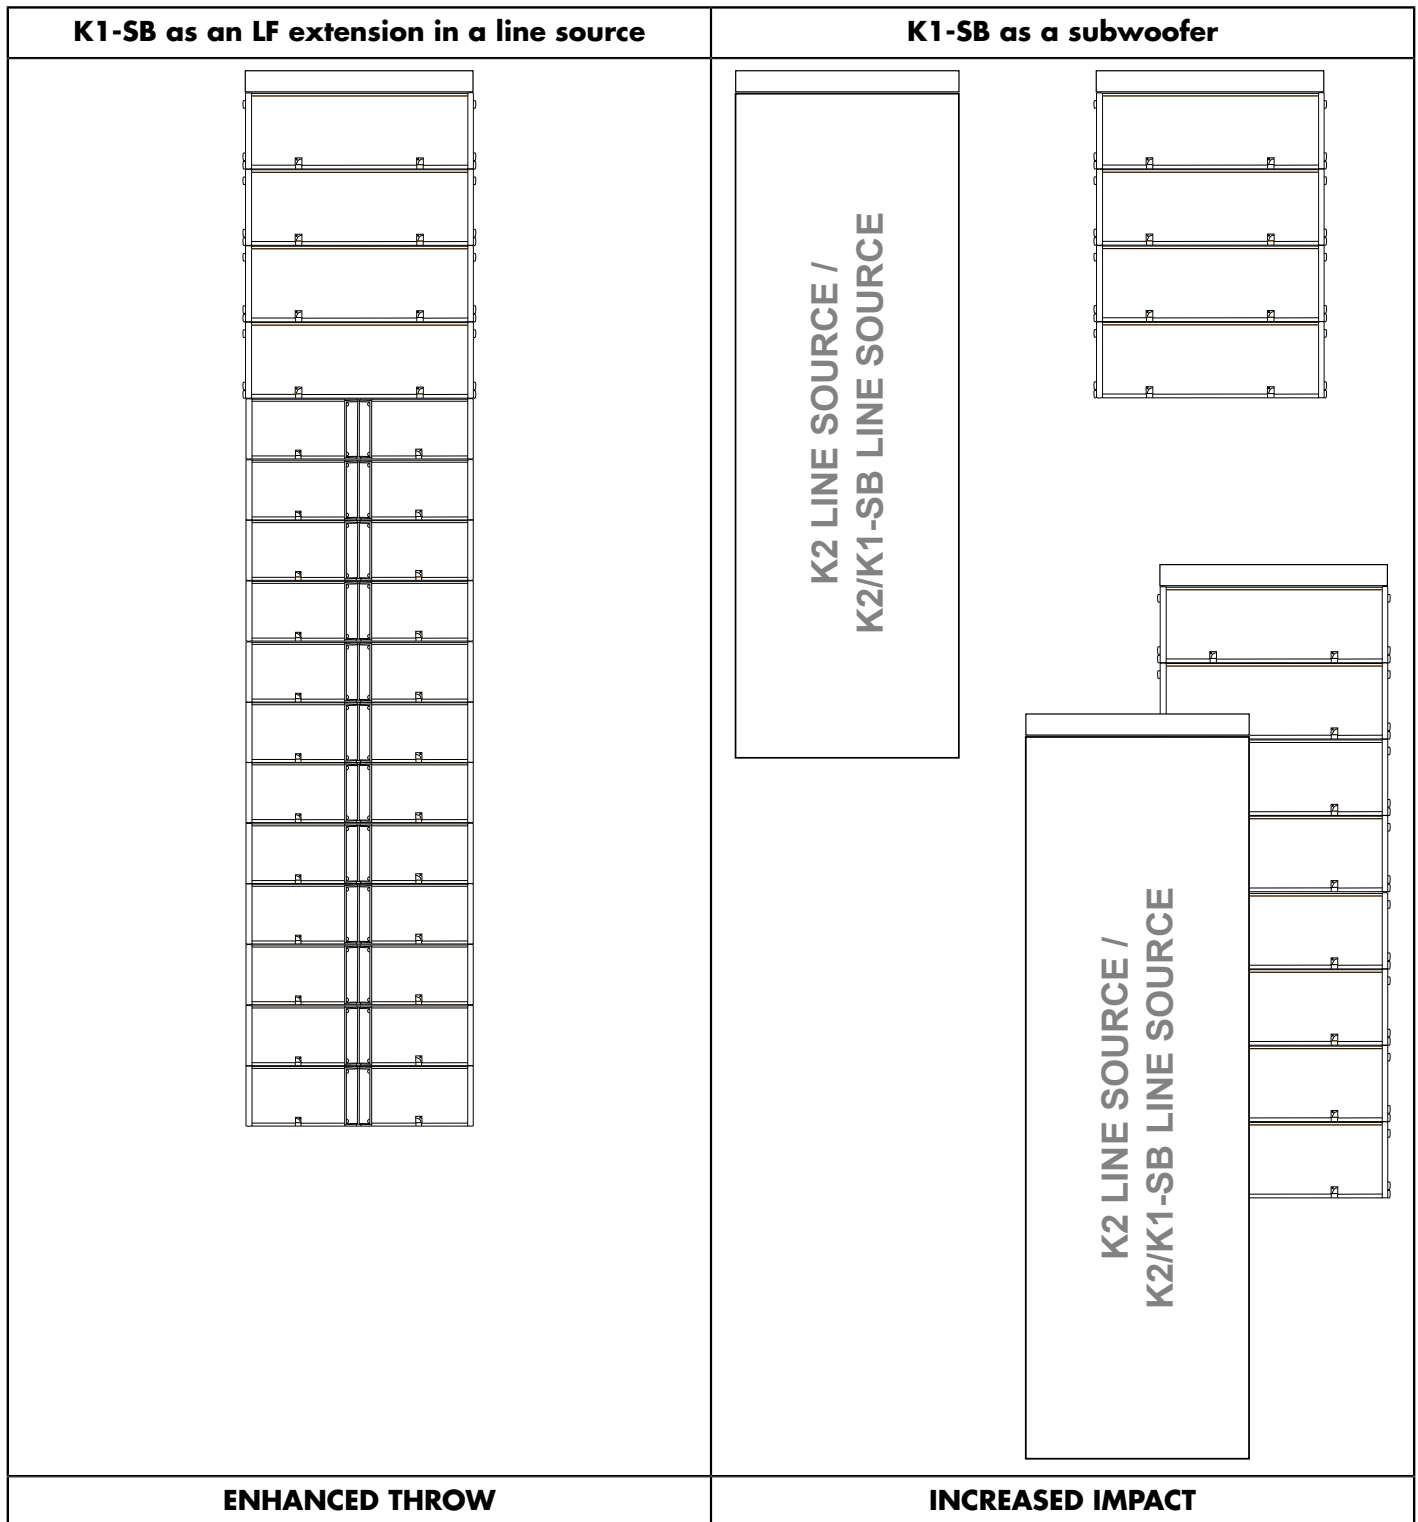 K1-SB as an LF extension in a line source
K1-SB as a subwoofer
K2 LINE SOURCE /
K2/K1-SB LINE SOURCE
K2 LINE SOURCE /
K2/K1-SB LINE SOURCE
ENHANCED THROW
INCREASED IMPACT